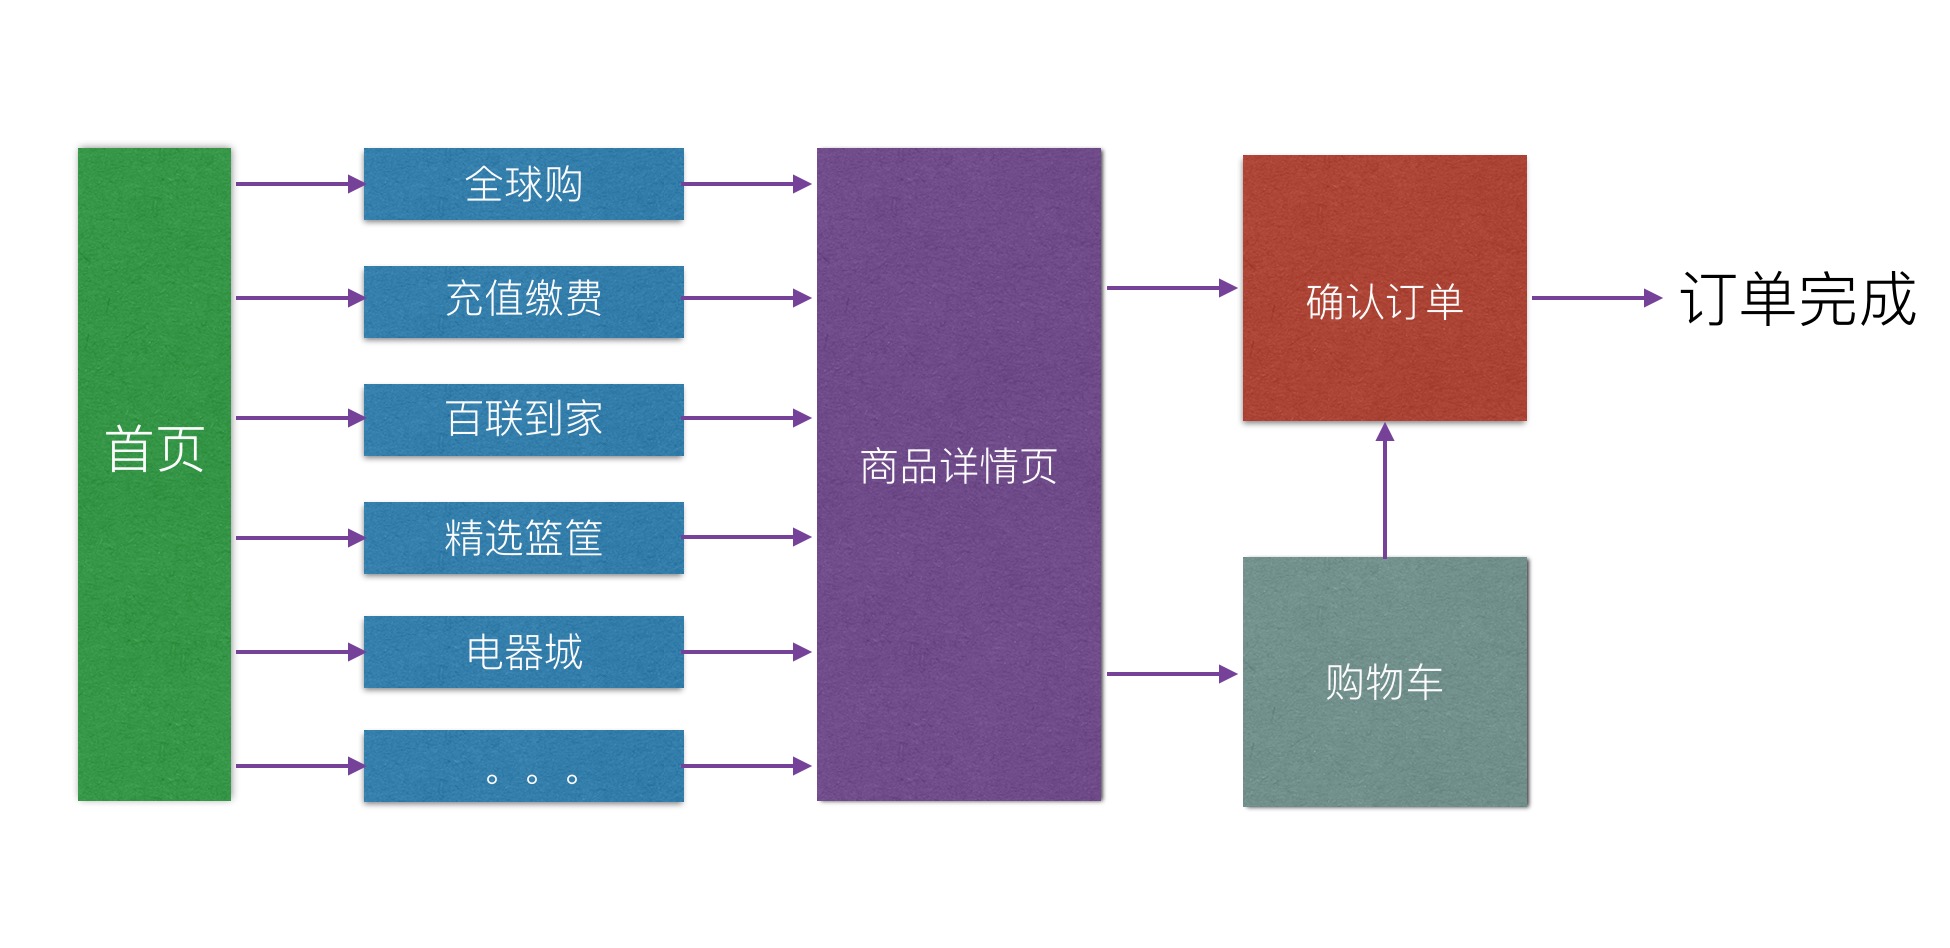 首页
全球购
充值缴费
百联到家
精选篮筐
电器城
。。。
商品详情页
确认订单
购物车
订单完成